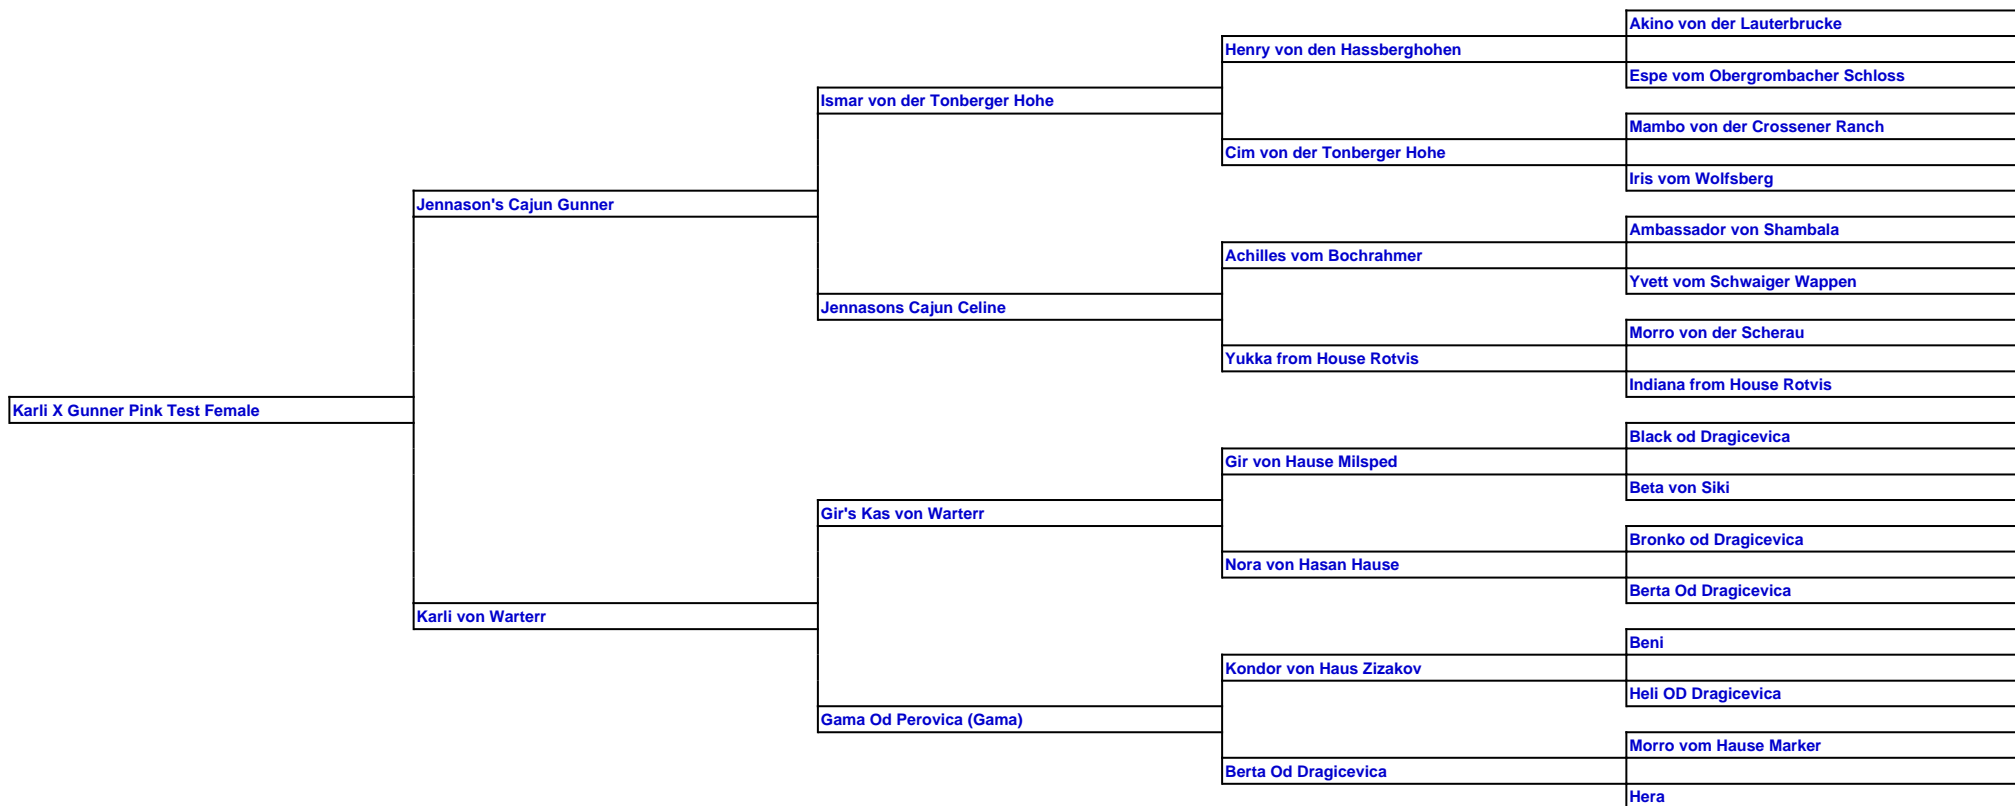 Akino von der Lauterbrucke
Henry von den Hassberghohen
Espe vom Obergrombacher Schloss
Ismar von der Tonberger Hohe
Mambo von der Crossener Ranch
Cim von der Tonberger Hohe
Iris vom Wolfsberg
Jennason's Cajun Gunner
Ambassador von Shambala
Achilles vom Bochrahmer
Yvett vom Schwaiger Wappen
Jennasons Cajun Celine
Morro von der Scherau
Yukka from House Rotvis
Indiana from House Rotvis
Karli X Gunner Pink Test Female
Black od Dragicevica
Gir von Hause Milsped
Beta von Siki
Gir's Kas von Warterr
Bronko od Dragicevica
Nora von Hasan Hause
Berta Od Dragicevica
Karli von Warterr
Beni
Kondor von Haus Zizakov
Heli OD Dragicevica
Gama Od Perovica (Gama)
Morro vom Hause Marker
Berta Od Dragicevica
Hera